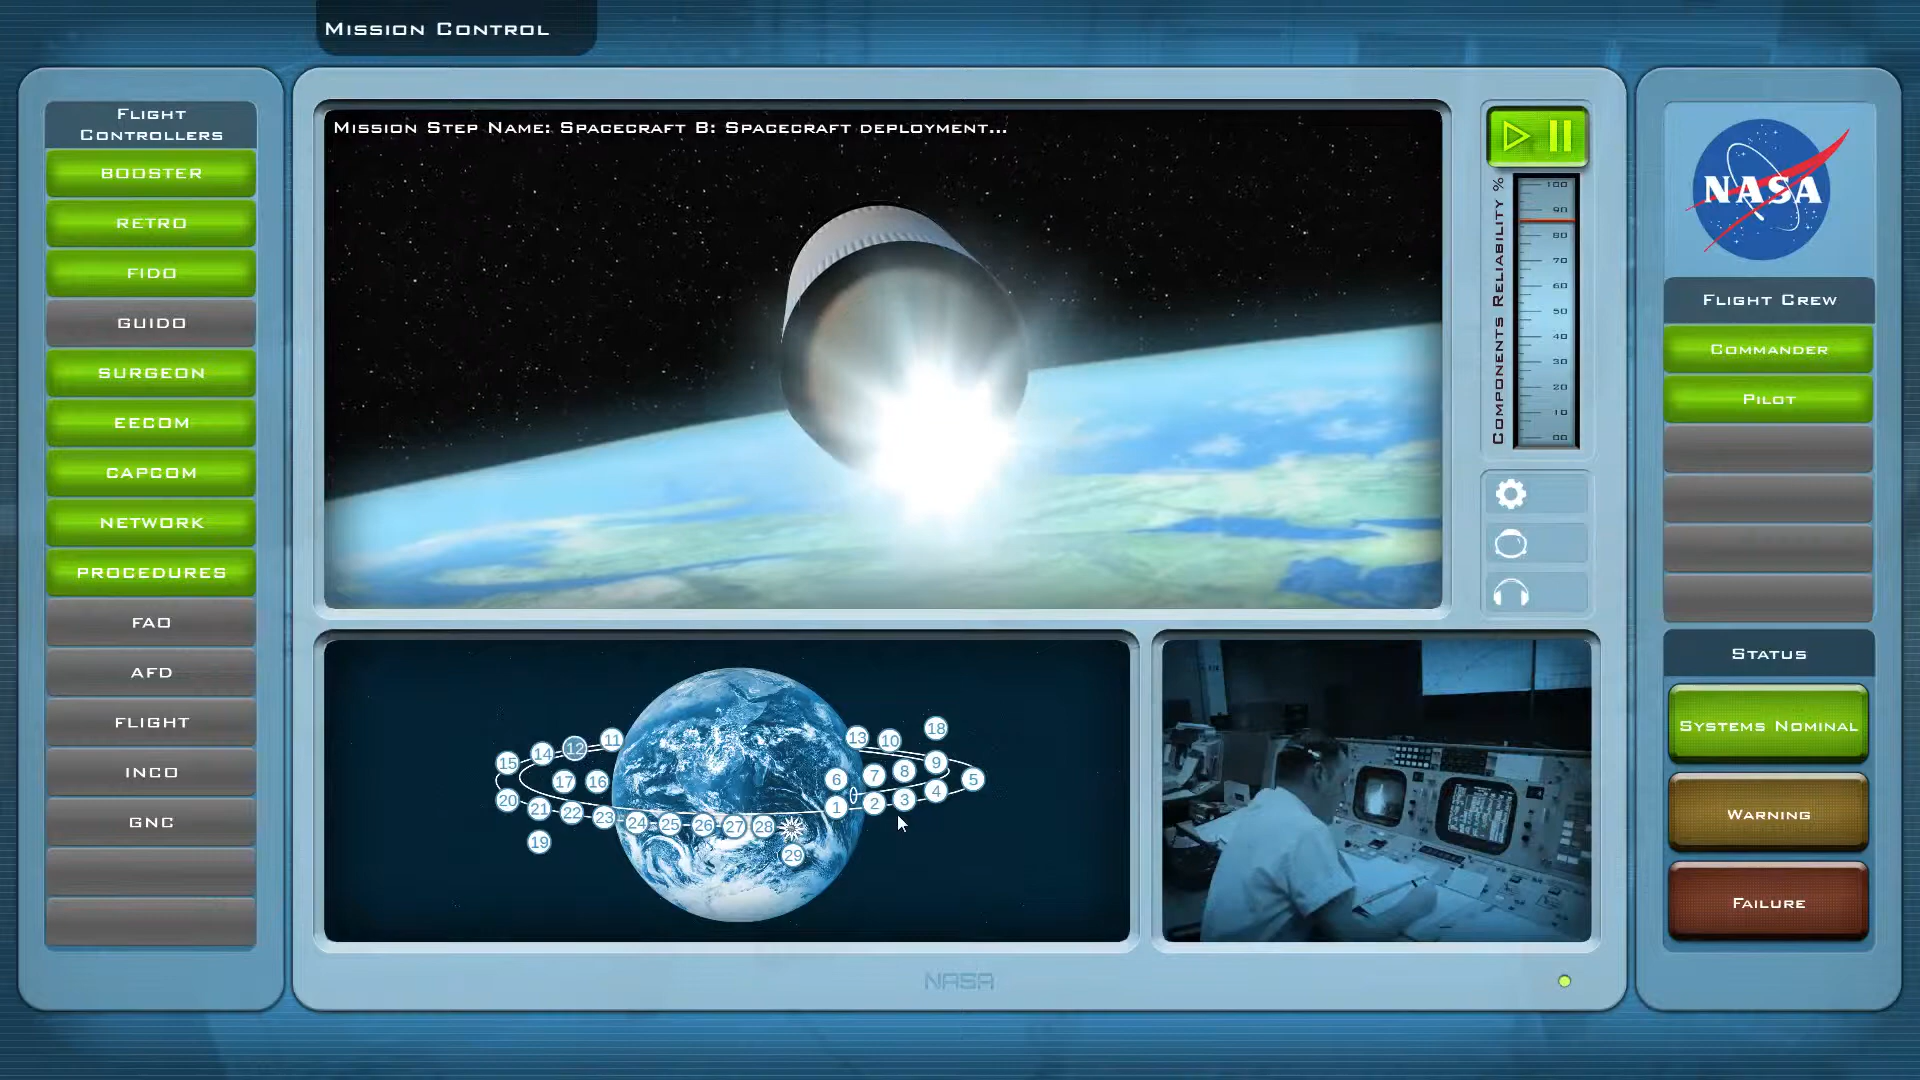 Mission Control
Flight
Controllers
BOOSTER
RETRO
FIDO
GUIDO
SURGEON
EECOM
CAPCOM
NETWORK
PROCEDURES
FAO
AFD
FLIGHT
INCO
GNC
Mission Step Name: Spacecraft B: Spacecraft deployment...
Components Reliability %
100
90
80
70
60
50
40
30
20
10
00
NASA
Flight Crew
Commander
Pilot
Status
Systems Nominal
Warning
Failure
11
12
14
15
17
16
20
21
22
23
19
24
25
26
27
28
29
13
10
18
6
7
8
9
5
1
2
3
4
NASA